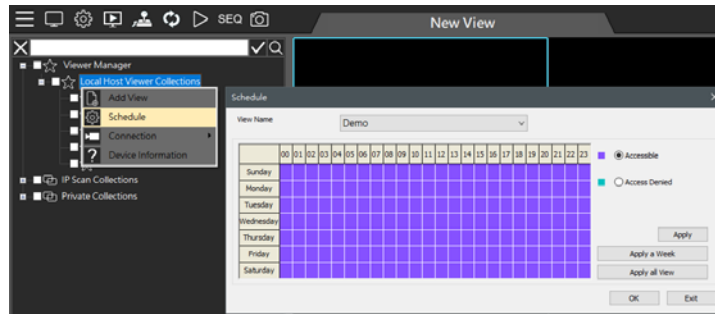 SEQ
New View
X
Viewer Manager
Local Host Viewer Collections
Add View
Schedule
Connection
Device Information
IP Scan Collections
Private Collections
Schedule
View Name
Demo
00 01 02 03 04 05 06 07 08 09 10 11 12 13 14 15 16 17 18 19 20 21 22 23
Sunday
Monday
Tuesday
Wednesday
Thursday
Friday
Saturday
Accessible
Access Denied
Apply
Apply a Week
Apply all View
OK Exit